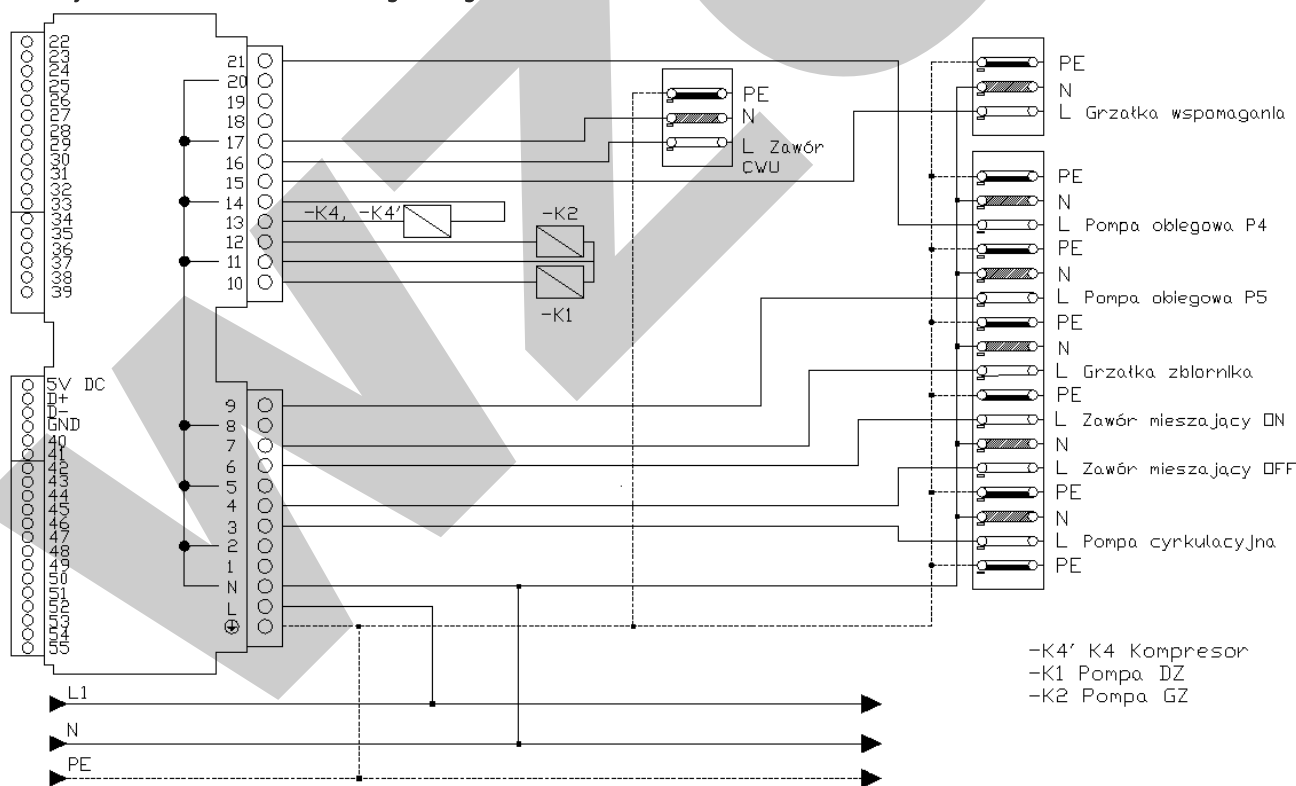 22
23
24
25
26
27
28
29
30
31
32
33
34
35
36
37
38
39
5V DC
D+
D-
GND
40
41
42
43
44
45
46
47
48
49
50
51
52
53
54
55
21
20
19
18
17
16
15
14
13
12
11
10
9
8
7
6
5
4
3
2
1
N
L
-K4, -K4'
-K2
-K1
PE
N
L Zawór
CWU
PE
N
L Grzałka wspomagania
PE
N
L Pompa obiegowa P4
PE
N
L Pompa obiegowa P5
PE
N
L Grzałka zbiornika
PE
L Zawór mieszający ON
N
L Zawór mieszający OFF
PE
N
L Pompa cyrkulacyjna
PE
-K4' K4 Kompresor
-K1 Pompa DZ
-K2 Pompa GZ
L1
N
PE